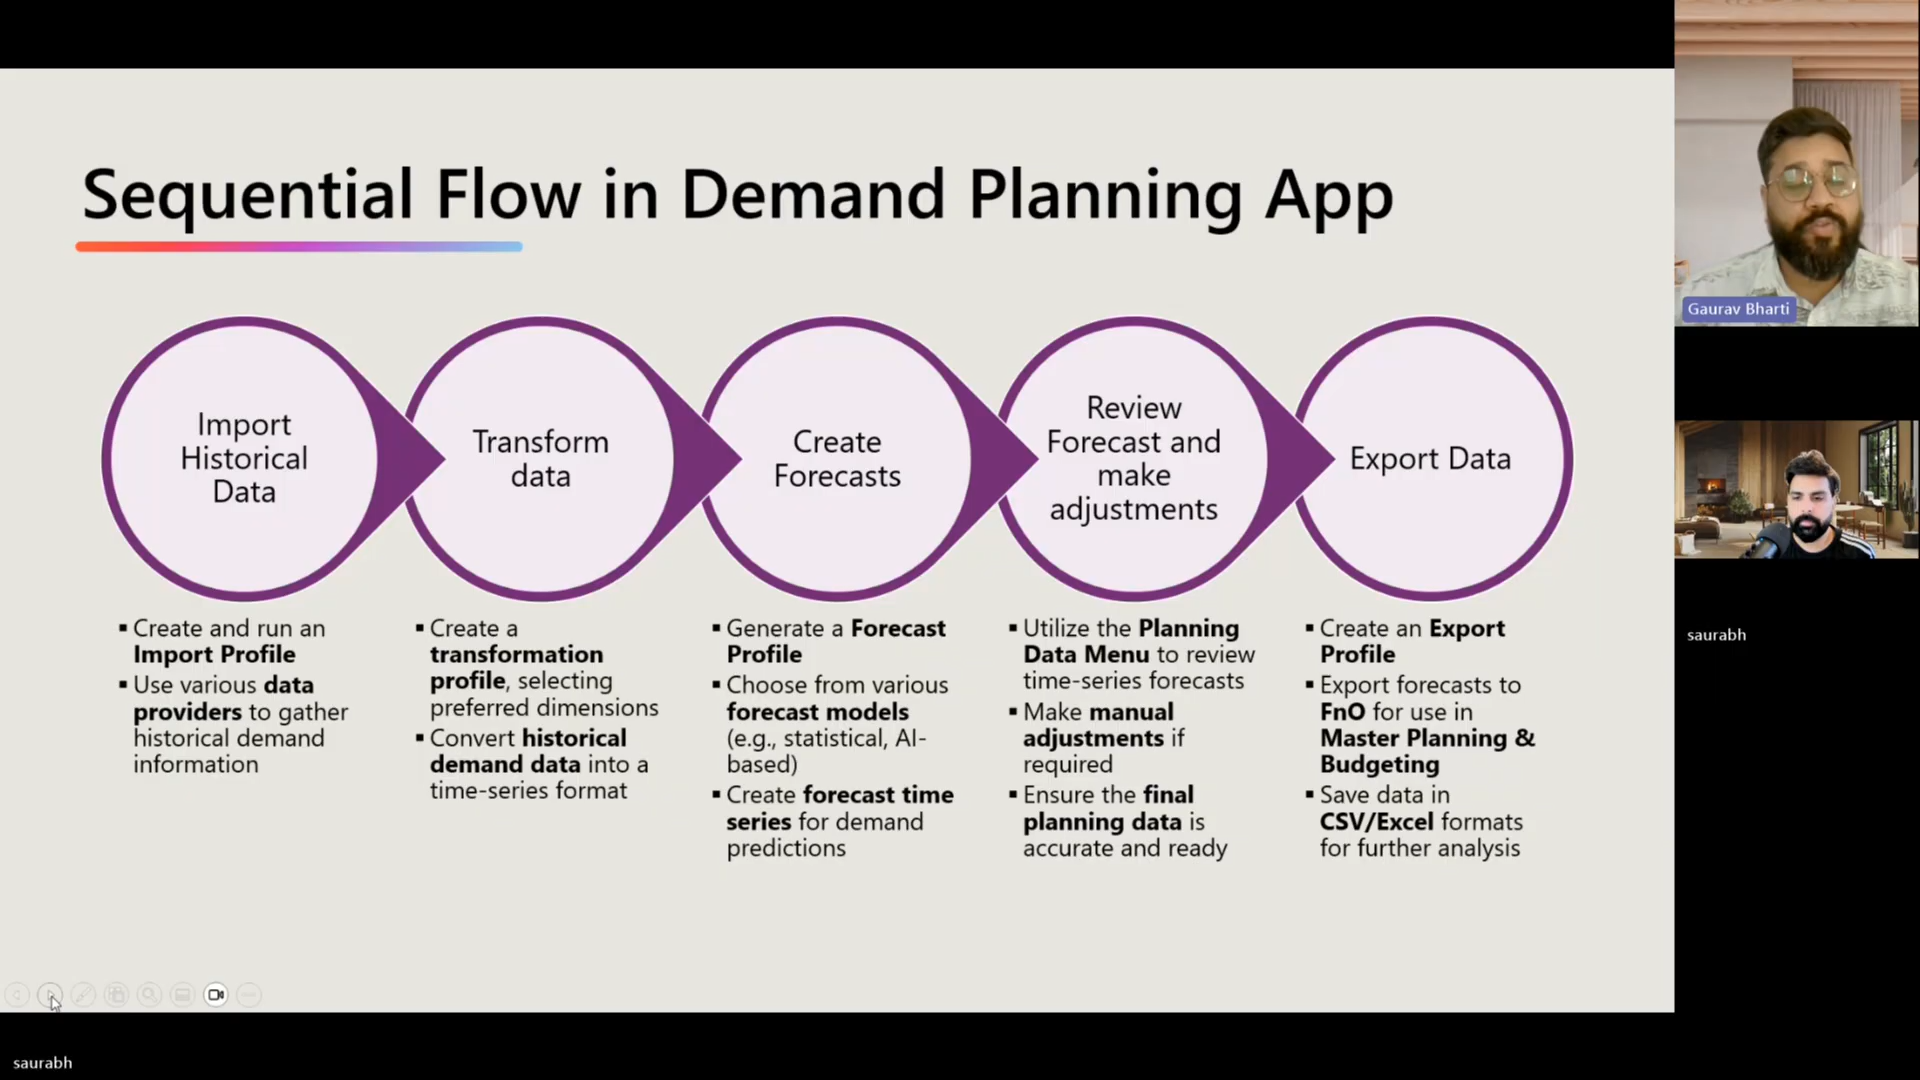 Sequential Flow in Demand Planning App
Import
Historical
Data
Transform
data
Create
Forecasts
Review
Forecast and
make
adjustments
Export Data
▪ Create and run an
Import Profile
▪ Use various data
providers to gather
historical demand
information
▪ Create a
transformation
profile, selecting
preferred dimensions
▪ Convert historical
demand data into a
time-series format
▪ Generate a Forecast
Profile
▪ Choose from various
forecast models
(e.g., statistical, AI-
based)
▪ Create forecast time
series for demand
predictions
▪ Utilize the Planning
Data Menu to review
time-series forecasts
▪ Make manual
adjustments if
required
▪ Ensure the final
planning data is
accurate and ready
▪ Create an Export
Profile
▪ Export forecasts to
FnO for use in
Master Planning &
Budgeting
▪ Save data in
CSV/Excel formats
for further analysis
Gaurav Bharti
saurabh
saurabh